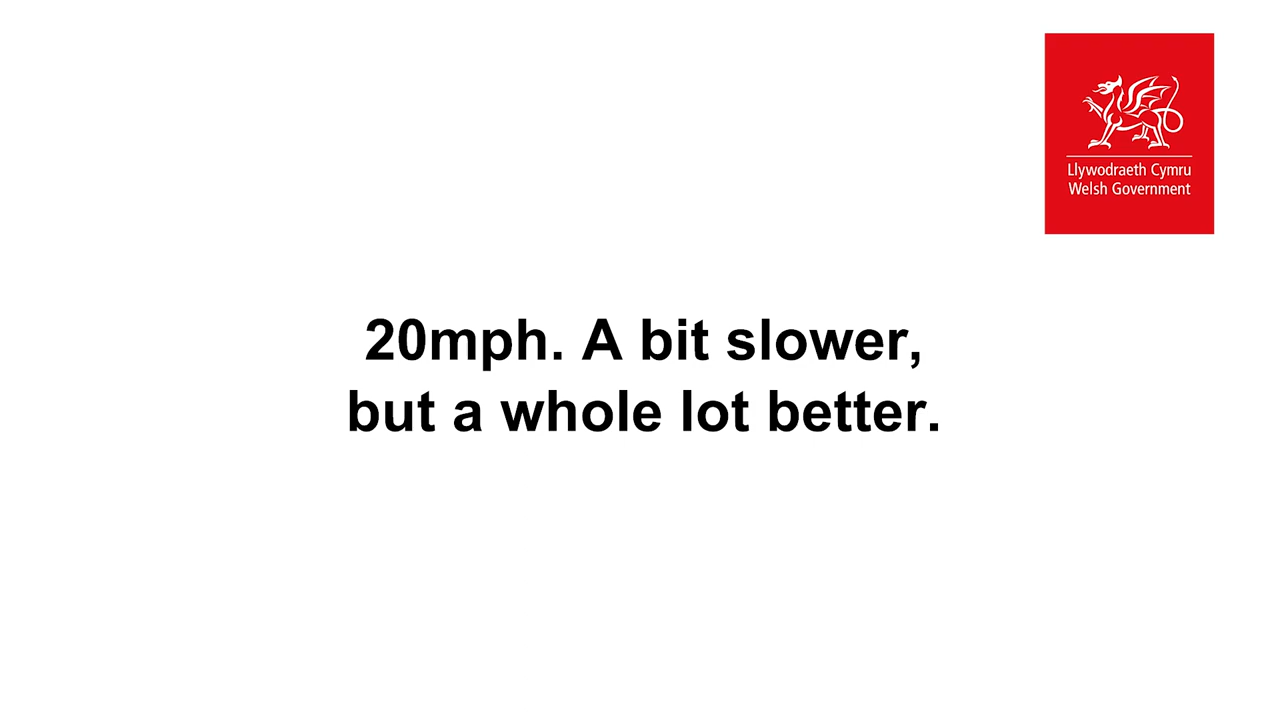 Llywodraeth Cymru
Welsh Government
20mph. A bit slower,
but a whole lot better.